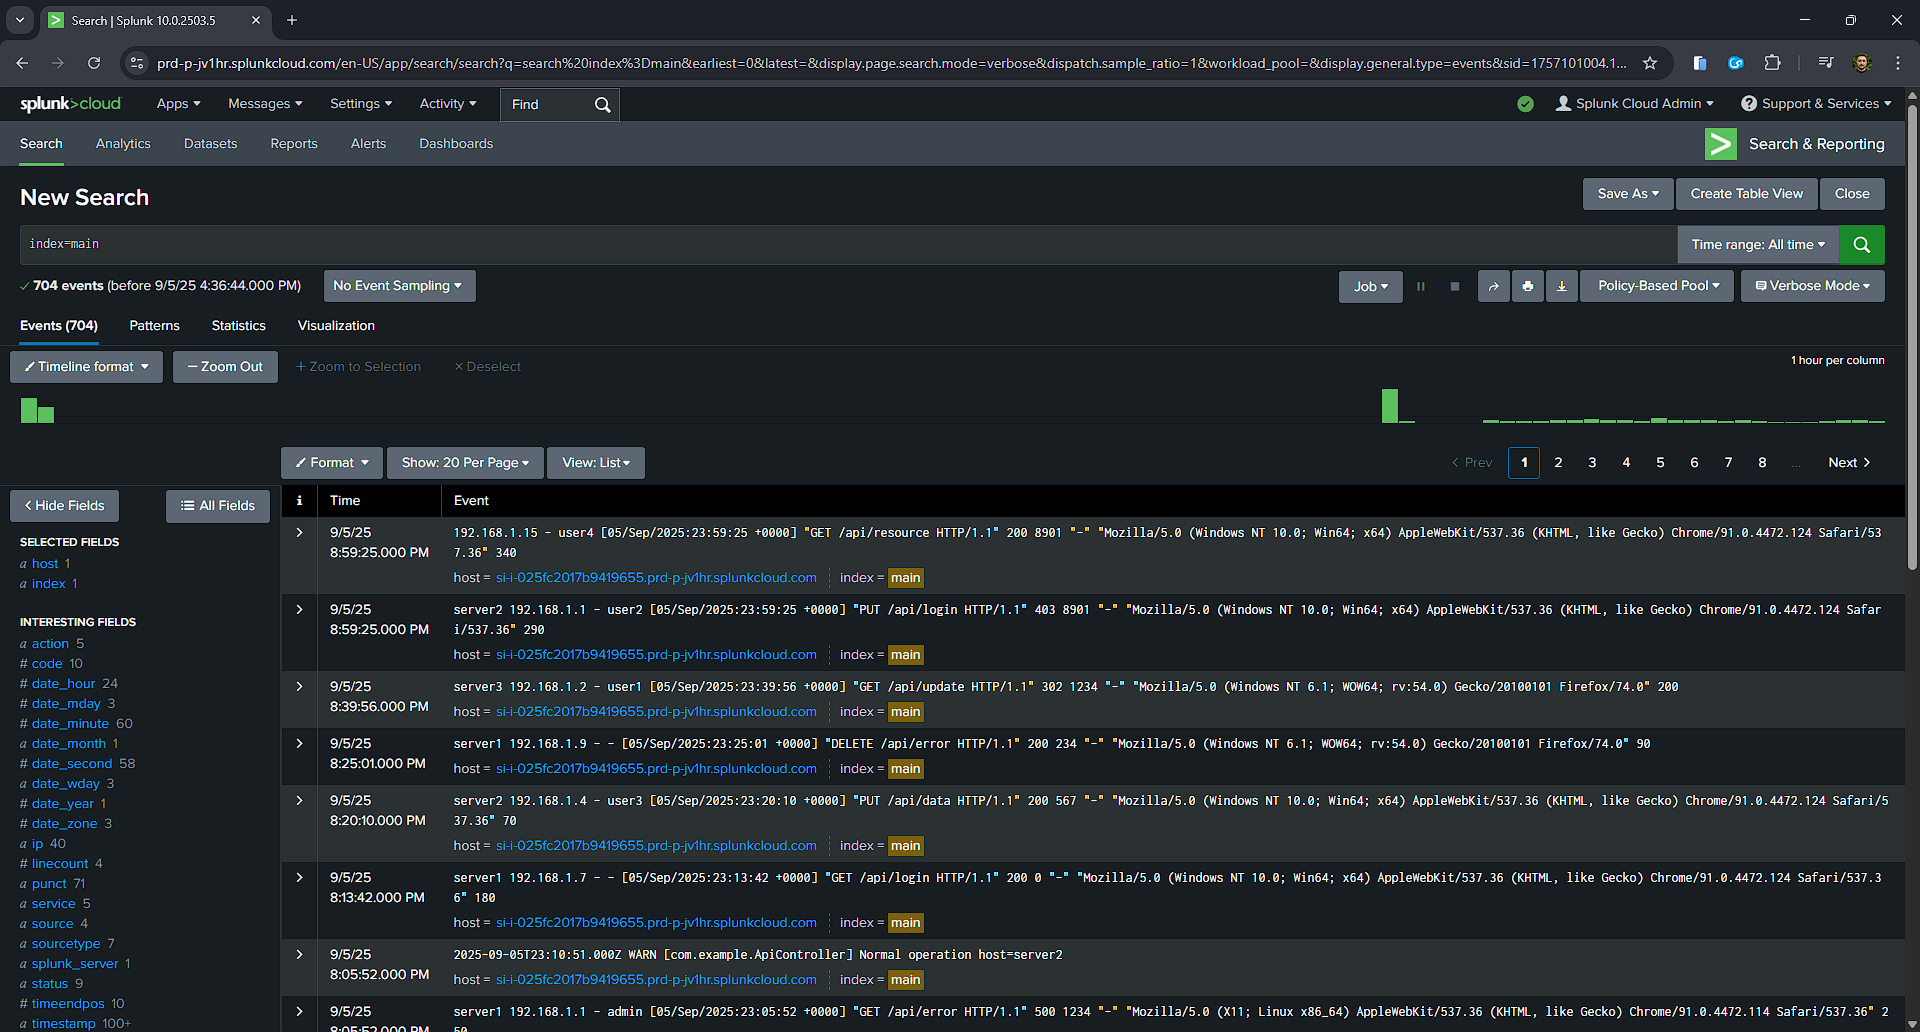 Search | Splunk 10.0.2503.5
prd-p-jv1hr.splunkcloud.com/en-US/app/search/search?q=search%20index%3Dmain&earliest=0&latest=&display.page.search.mode=verbose&dispatch.sample_ratio=1&workload_pool=&display.general.type=events&sid=1757101004.1...
splunk>cloud Apps Messages Settings Activity Find Splunk Cloud Admin Support & Services
Search Analytics Datasets Reports Alerts Dashboards Search & Reporting
New Search Save As Create Table View Close
index=main Time range: All time
704 events (before 9/5/25 4:36:44.000 PM) No Event Sampling Job Policy-Based Pool Verbose Mode
Events (704) Patterns Statistics Visualization
Timeline format — Zoom Out + Zoom to Selection × Deselect 1 hour per column
Format Show: 20 Per Page View: List < Prev 1 2 3 4 5 6 7 8 ... Next >
< Hide Fields All Fields
SELECTED FIELDS
a host 1
a index 1
INTERESTING FIELDS
a action 5
# code 10
# date_hour 24
# date_mday 3
# date_minute 60
a date_month 1
# date_second 58
a date_wday 3
# date_year 1
# date_zone 3
a ip 40
# linecount 4
a punct 71
a service 5
a source 4
a sourcetype 7
a splunk_server 1
a status 9
# timeendpos 10
a timestamp 100+
i Time Event
9/5/25 192.168.1.15 - user4 [05/Sep/2025:23:59:25 +0000] "GET /api/resource HTTP/1.1" 200 8901 "-" "Mozilla/5.0 (Windows NT 10.0; Win64; x64) AppleWebKit/537.36 (KHTML, like Gecko) Chrome/91.0.4472.124 Safari/53
8:59:25.000 PM 7.36" 340
host = si-i-025fc2017b9419655.prd-p-jv1hr.splunkcloud.com index = main
9/5/25 server2 192.168.1.1 - user2 [05/Sep/2025:23:59:25 +0000] "PUT /api/login HTTP/1.1" 403 8901 "-" "Mozilla/5.0 (Windows NT 10.0; Win64; x64) AppleWebKit/537.36 (KHTML, like Gecko) Chrome/91.0.4472.124 Safar
8:59:25.000 PM i/537.36" 290
host = si-i-025fc2017b9419655.prd-p-jv1hr.splunkcloud.com index = main
9/5/25 server3 192.168.1.2 - user1 [05/Sep/2025:23:39:56 +0000] "GET /api/update HTTP/1.1" 302 1234 "-" "Mozilla/5.0 (Windows NT 6.1; WOW64; rv:54.0) Gecko/20100101 Firefox/74.0" 200
8:39:56.000 PM host = si-i-025fc2017b9419655.prd-p-jv1hr.splunkcloud.com index = main
9/5/25 server1 192.168.1.9 - - [05/Sep/2025:23:25:01 +0000] "DELETE /api/error HTTP/1.1" 200 234 "-" "Mozilla/5.0 (Windows NT 6.1; WOW64; rv:54.0) Gecko/20100101 Firefox/74.0" 90
8:25:01.000 PM host = si-i-025fc2017b9419655.prd-p-jv1hr.splunkcloud.com index = main
9/5/25 server2 192.168.1.4 - user3 [05/Sep/2025:23:20:10 +0000] "PUT /api/data HTTP/1.1" 200 567 "-" "Mozilla/5.0 (Windows NT 10.0; Win64; x64) AppleWebKit/537.36 (KHTML, like Gecko) Chrome/91.0.4472.124 Safari/5
8:20:10.000 PM 37.36" 70
host = si-i-025fc2017b9419655.prd-p-jv1hr.splunkcloud.com index = main
9/5/25 server1 192.168.1.7 - - [05/Sep/2025:23:13:42 +0000] "GET /api/login HTTP/1.1" 200 0 "-" "Mozilla/5.0 (Windows NT 10.0; Win64; x64) AppleWebKit/537.36 (KHTML, like Gecko) Chrome/91.0.4472.124 Safari/537.3
8:13:42.000 PM 6" 180
host = si-i-025fc2017b9419655.prd-p-jv1hr.splunkcloud.com index = main
9/5/25 2025-09-05T23:10:51.000Z WARN [com.example.ApiController] Normal operation host=server2
8:05:52.000 PM host = si-i-025fc2017b9419655.prd-p-jv1hr.splunkcloud.com index = main
9/5/25 server1 192.168.1.1 - admin [05/Sep/2025:23:05:52 +0000] "GET /api/error HTTP/1.1" 500 1234 "-" "Mozilla/5.0 (X11; Linux x86_64) AppleWebKit/537.36 (KHTML, like Gecko) Chrome/91.0.4472.114 Safari/537.36" 2
8:05:52.000 PM 50